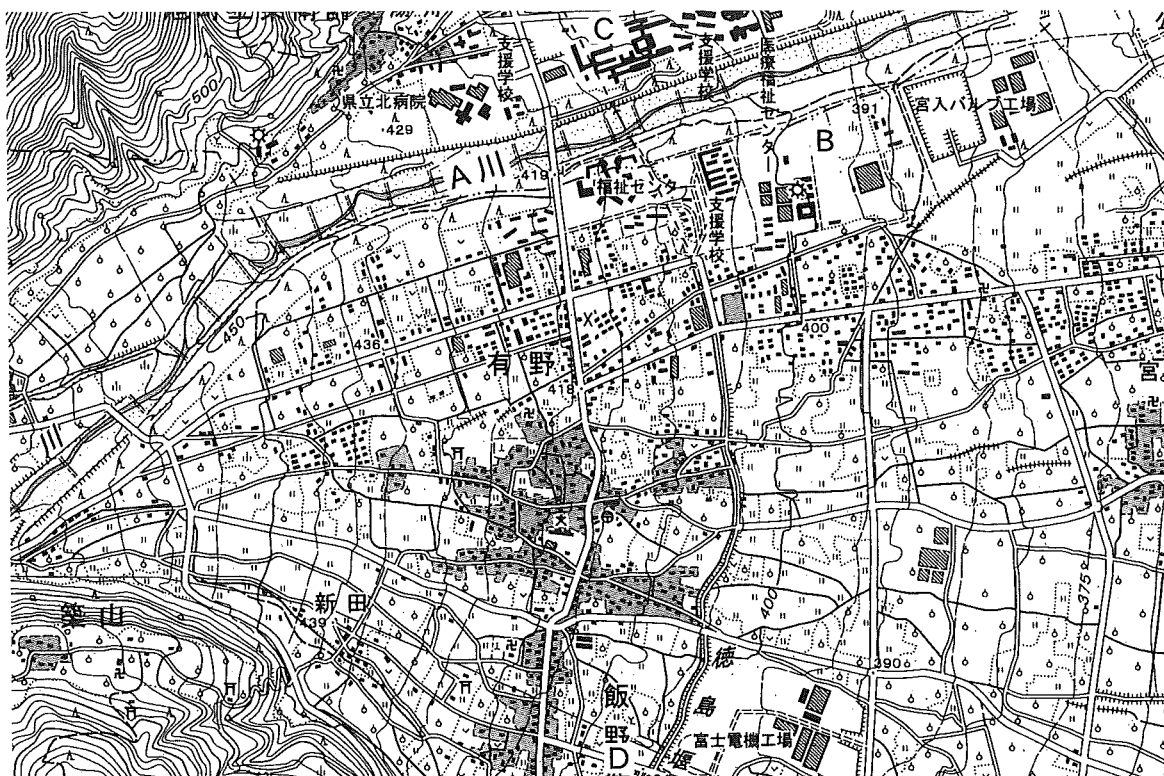 C
支援学校
支援学校
医療福祉センター
500
県立北病院
429
391
宮入バルブ工場
B
A川
419
福祉センター
支援学校
450
436
400
有野
418
宮
川
築山
新田
439
400
375
390
徳島堰
飯野
D
富士電機工場